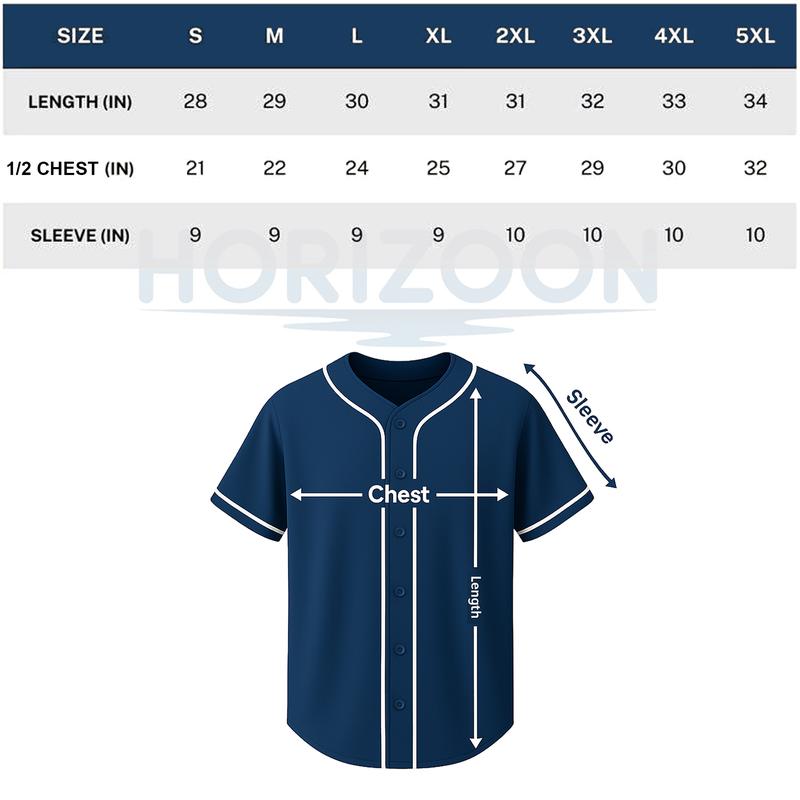 SIZE S M L XL 2XL 3XL 4XL 5XL
LENGTH (IN) 28 29 30 31 31 32 33 34
1/2 CHEST (IN) 21 22 24 25 27 29 30 32
SLEEVE (IN) 9 9 9 9 10 10 10 10
HORIZOON
Sleeve
Chest
Length